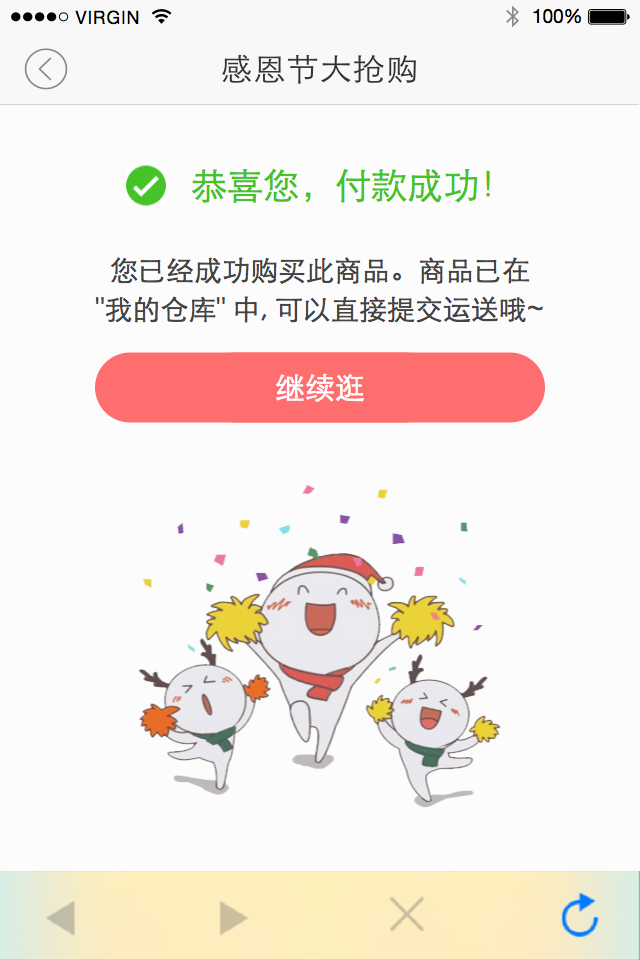 VIRGIN 100%
感恩节大抢购
恭喜您，付款成功!
您已经成功购买此商品。商品已在
"我的仓库" 中, 可以直接提交运送哦~
继续逛